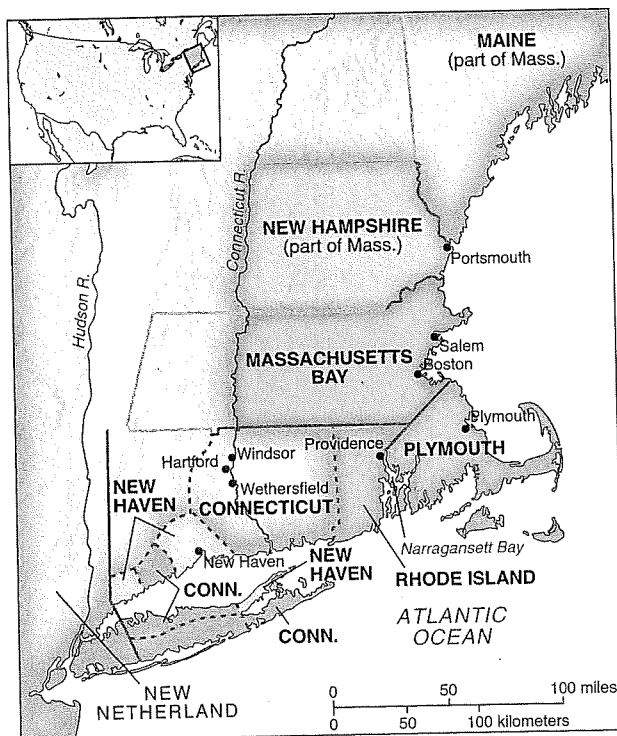 MAINE
(part of Mass.)
Connecticut R.
Hudson R.
NEW HAMPSHIRE
(part of Mass.)
Portsmouth
MASSACHUSETTS
BAY
Salem
Boston
Plymouth
PLYMOUTH
Providence
Hartford
Windsor
Wethersfield
CONNECTICUT
NEW
HAVEN
New Haven
NEW
HAVEN
CONN.
CONN.
Narragansett Bay
RHODE ISLAND
ATLANTIC
OCEAN
NEW
NETHERLAND
0 50 100 miles
0 50 100 kilometers